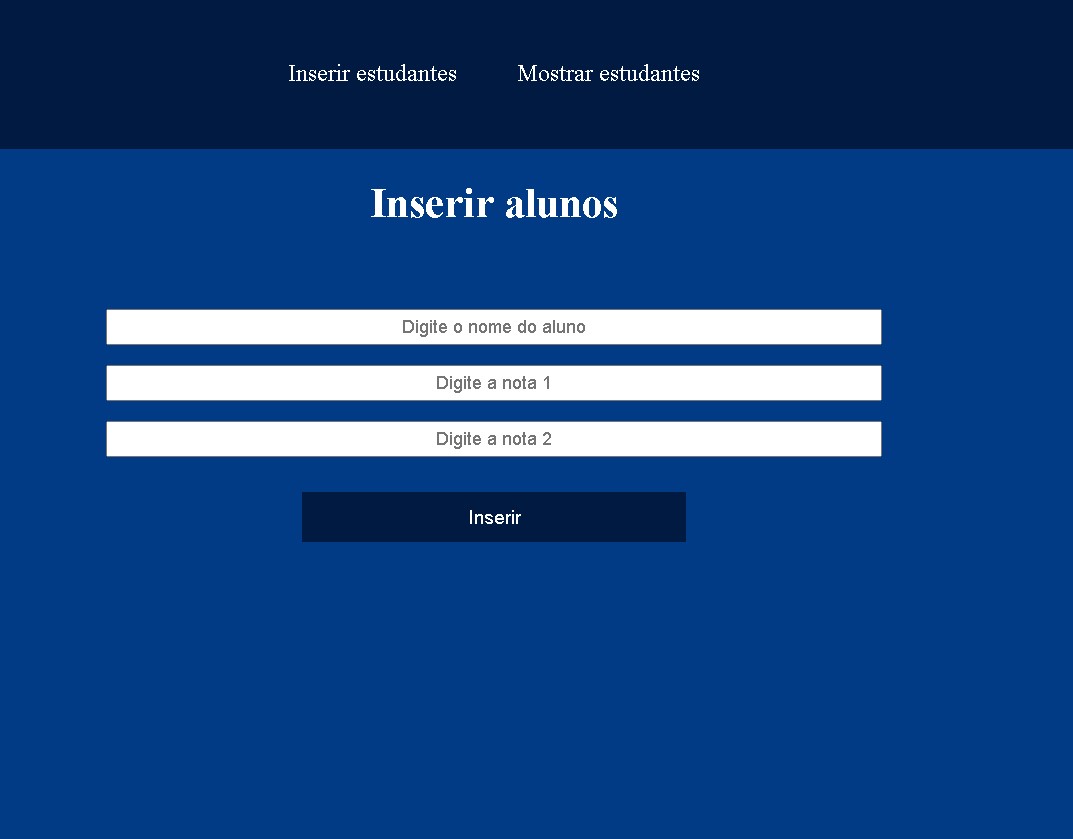 Inserir estudantes Mostrar estudantes
Inserir alunos
Digite o nome do aluno
Digite a nota 1
Digite a nota 2
Inserir